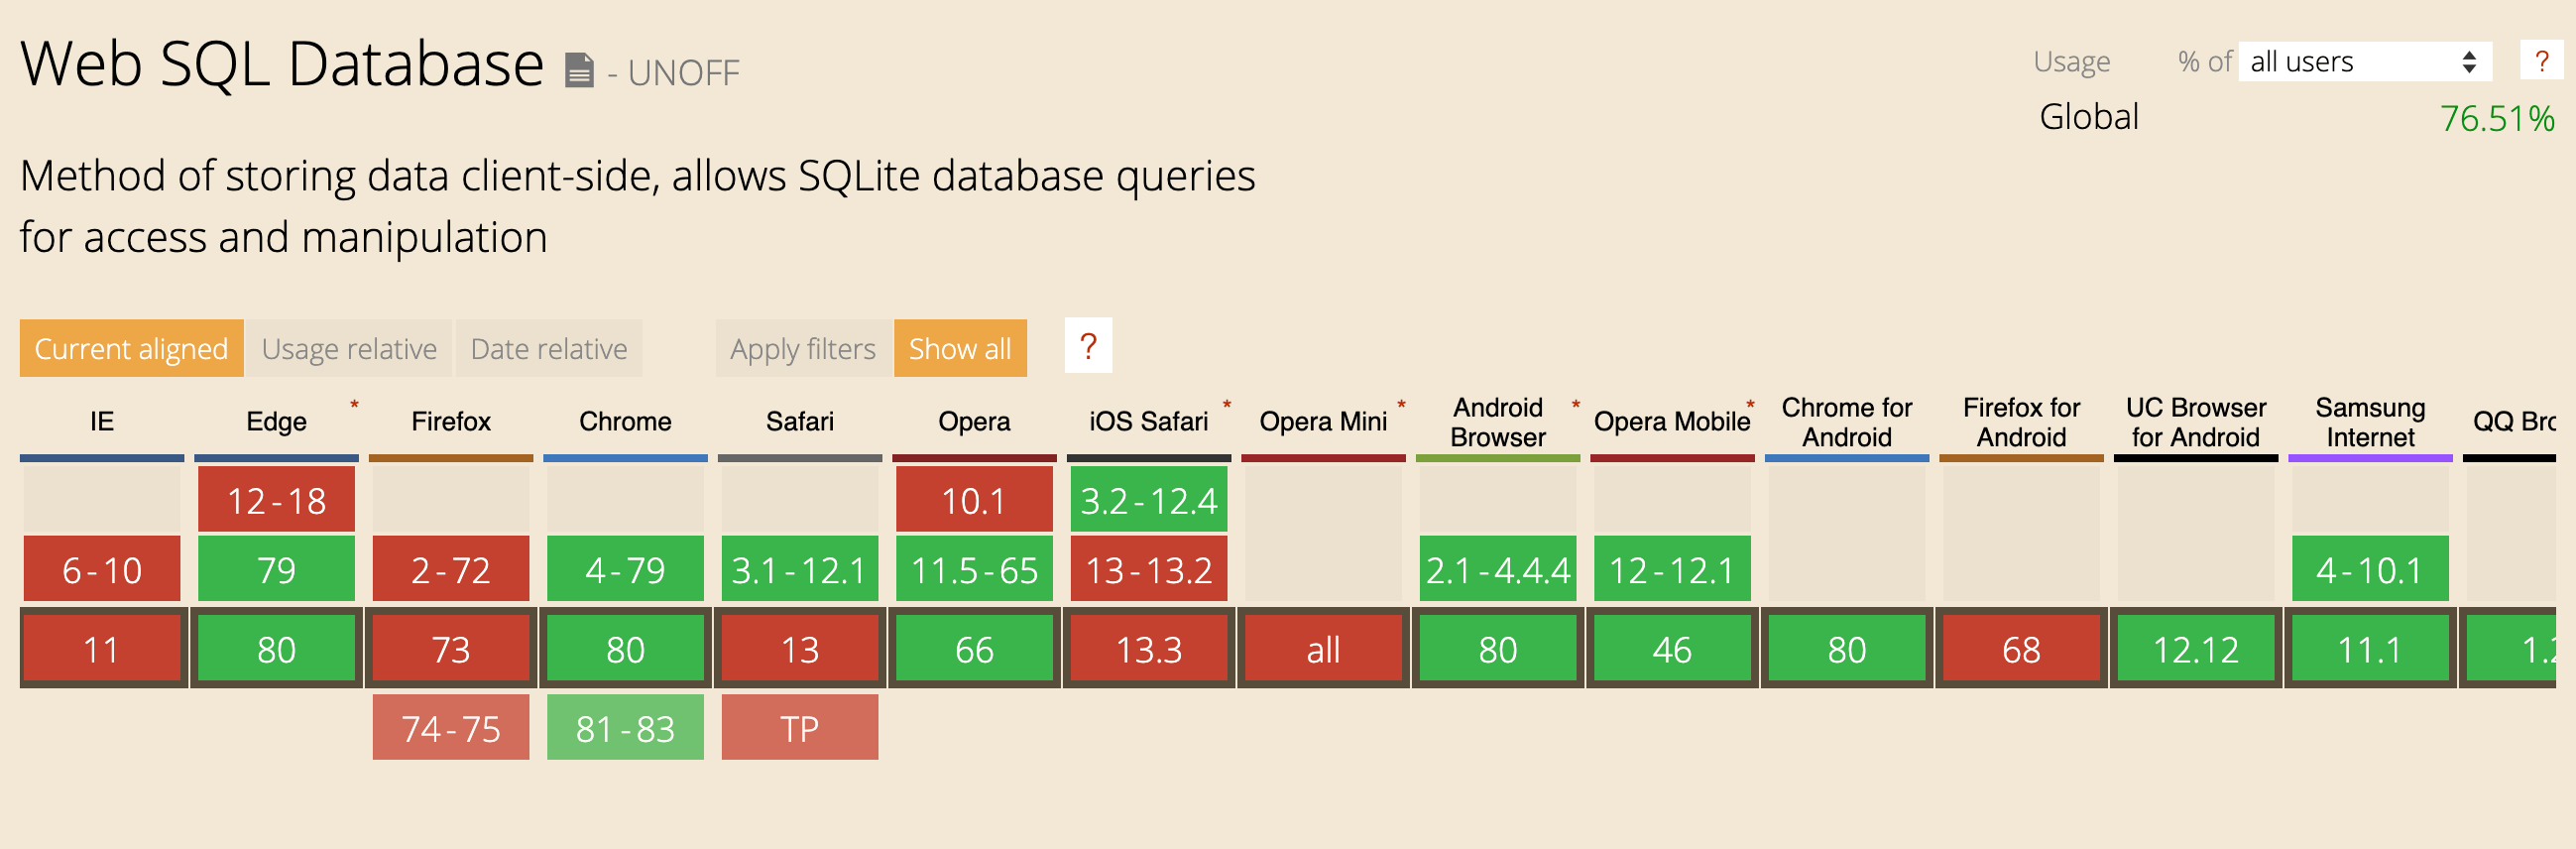 Web SQL Database - UNOFF
Usage % of all users ?
Global 76.51%
Method of storing data client-side, allows SQLite database queries
for access and manipulation
Current aligned Usage relative Date relative Apply filters Show all ?
IE Edge * Firefox Chrome Safari Opera iOS Safari * Opera Mini * Android Browser * Opera Mobile * Chrome for Android Firefox for Android UC Browser for Android Samsung Internet QQ
12-18 10.1 3.2-12.4
6-10 79 2-72 4-79 3.1-12.1 11.5-65 13-13.2 2.1-4.4.4 12-12.1 4-10.1
11 80 73 80 13 66 13.3 all 80 46 80 68 12.12 11.1
74-75 81-83 TP